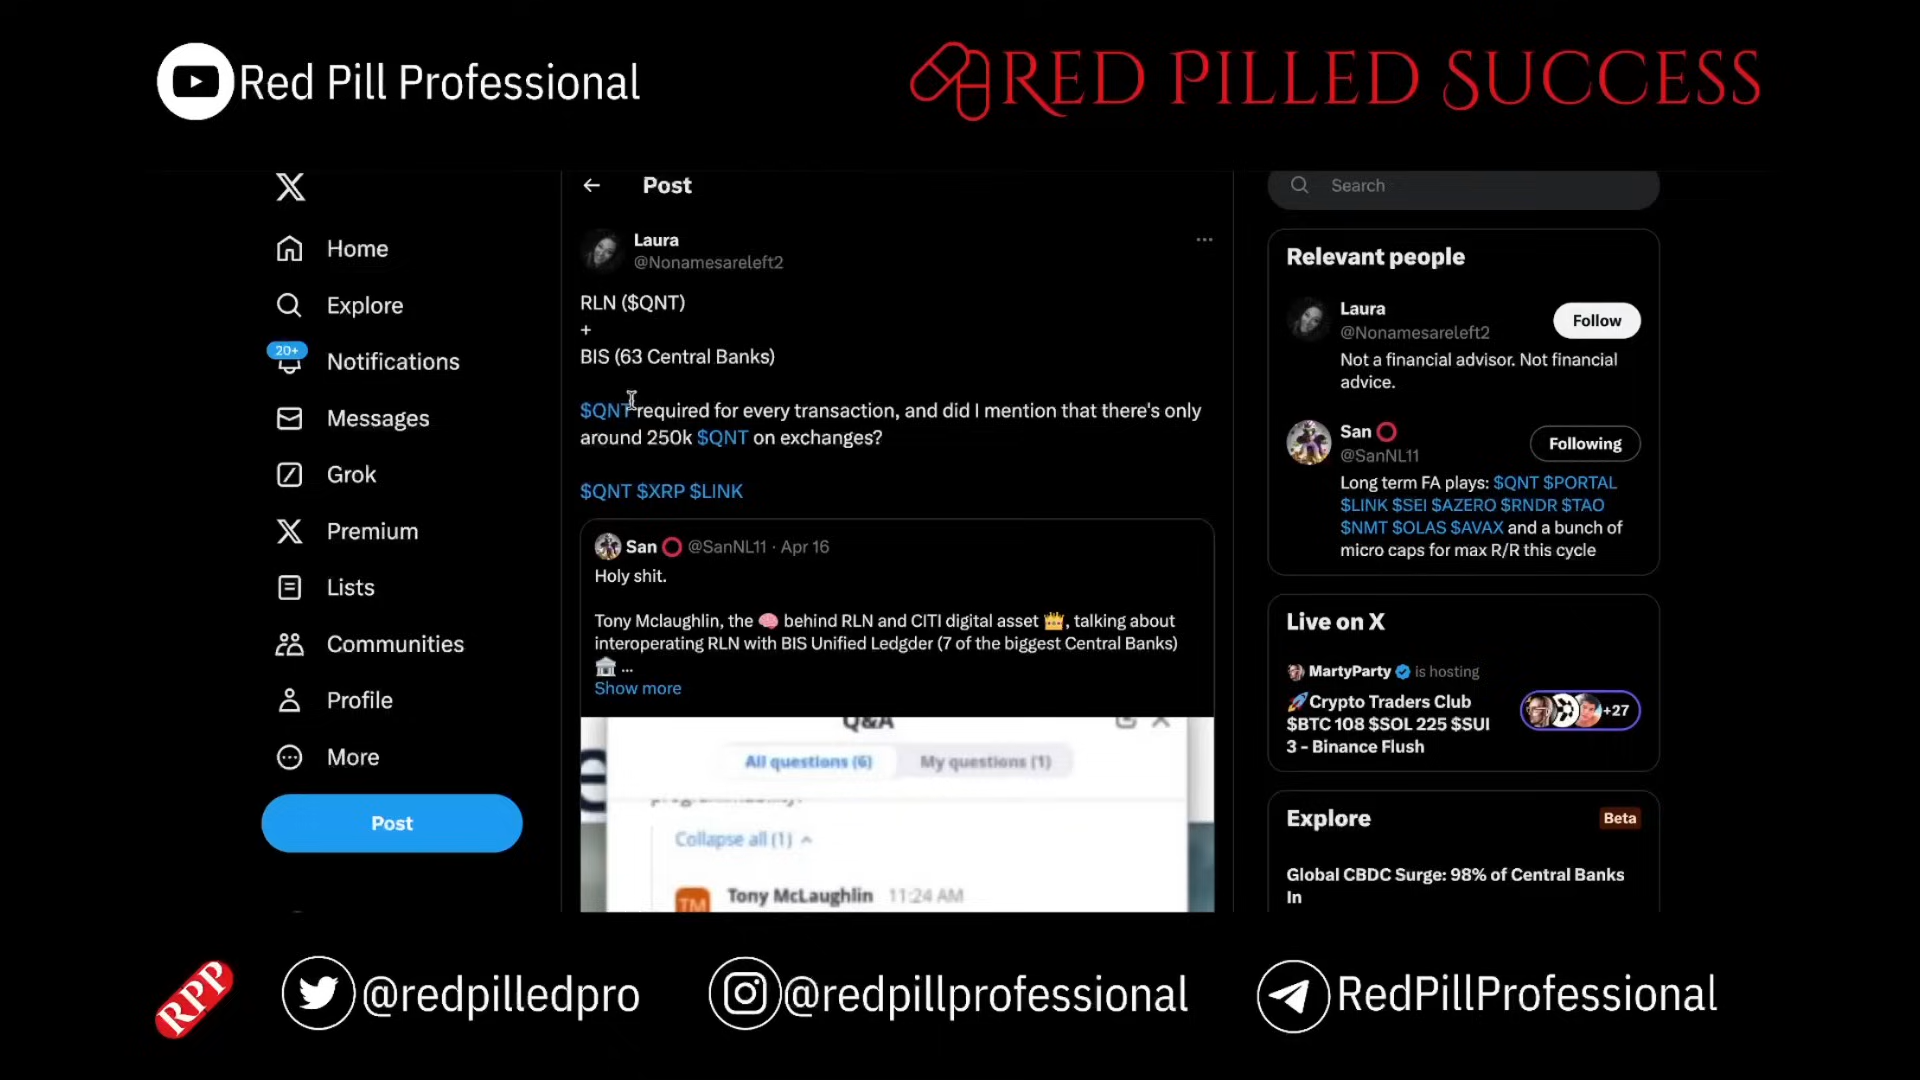 Red Pill Professional
RED PILLED SUCCESS
Home
Explore
20+
Notifications
Messages
Grok
Premium
Lists
Communities
Profile
More
Post
Post
Laura
@Nonamesareleft2
RLN ($QNT)
+
BIS (63 Central Banks)
$QNT required for every transaction, and did I mention that there's only
around 250k $QNT on exchanges?
$QNT $XRP $LINK
San @SanNL11 · Apr 16
Holy shit.
Tony Mclaughlin, the 🧠 behind RLN and CITI digital asset 👑, talking about
interoperating RLN with BIS Unified Ledgder (7 of the biggest Central Banks)
🏛️ ...
Show more
Q&A
All questions (6) My questions (1)
Collapse all (1)
TM
Tony McLaughlin 11:24 AM
Search
Relevant people
Laura
@Nonamesareleft2
Follow
Not a financial advisor. Not financial
advice.
San
@SanNL11
Following
Long term FA plays: $QNT $PORTAL
$LINK $SEI $AZERO $RNDR $TAO
$NMT $OLAS $AVAX and a bunch of
micro caps for max R/R this cycle
Live on X
MartyParty is hosting
🚀Crypto Traders Club
$BTC 108 $SOL 225 $SUI
3 - Binance Flush
+27
Explore
Beta
Global CBDC Surge: 98% of Central Banks
In
RPP
@redpilledpro
@redpillprofessional
RedPillProfessional